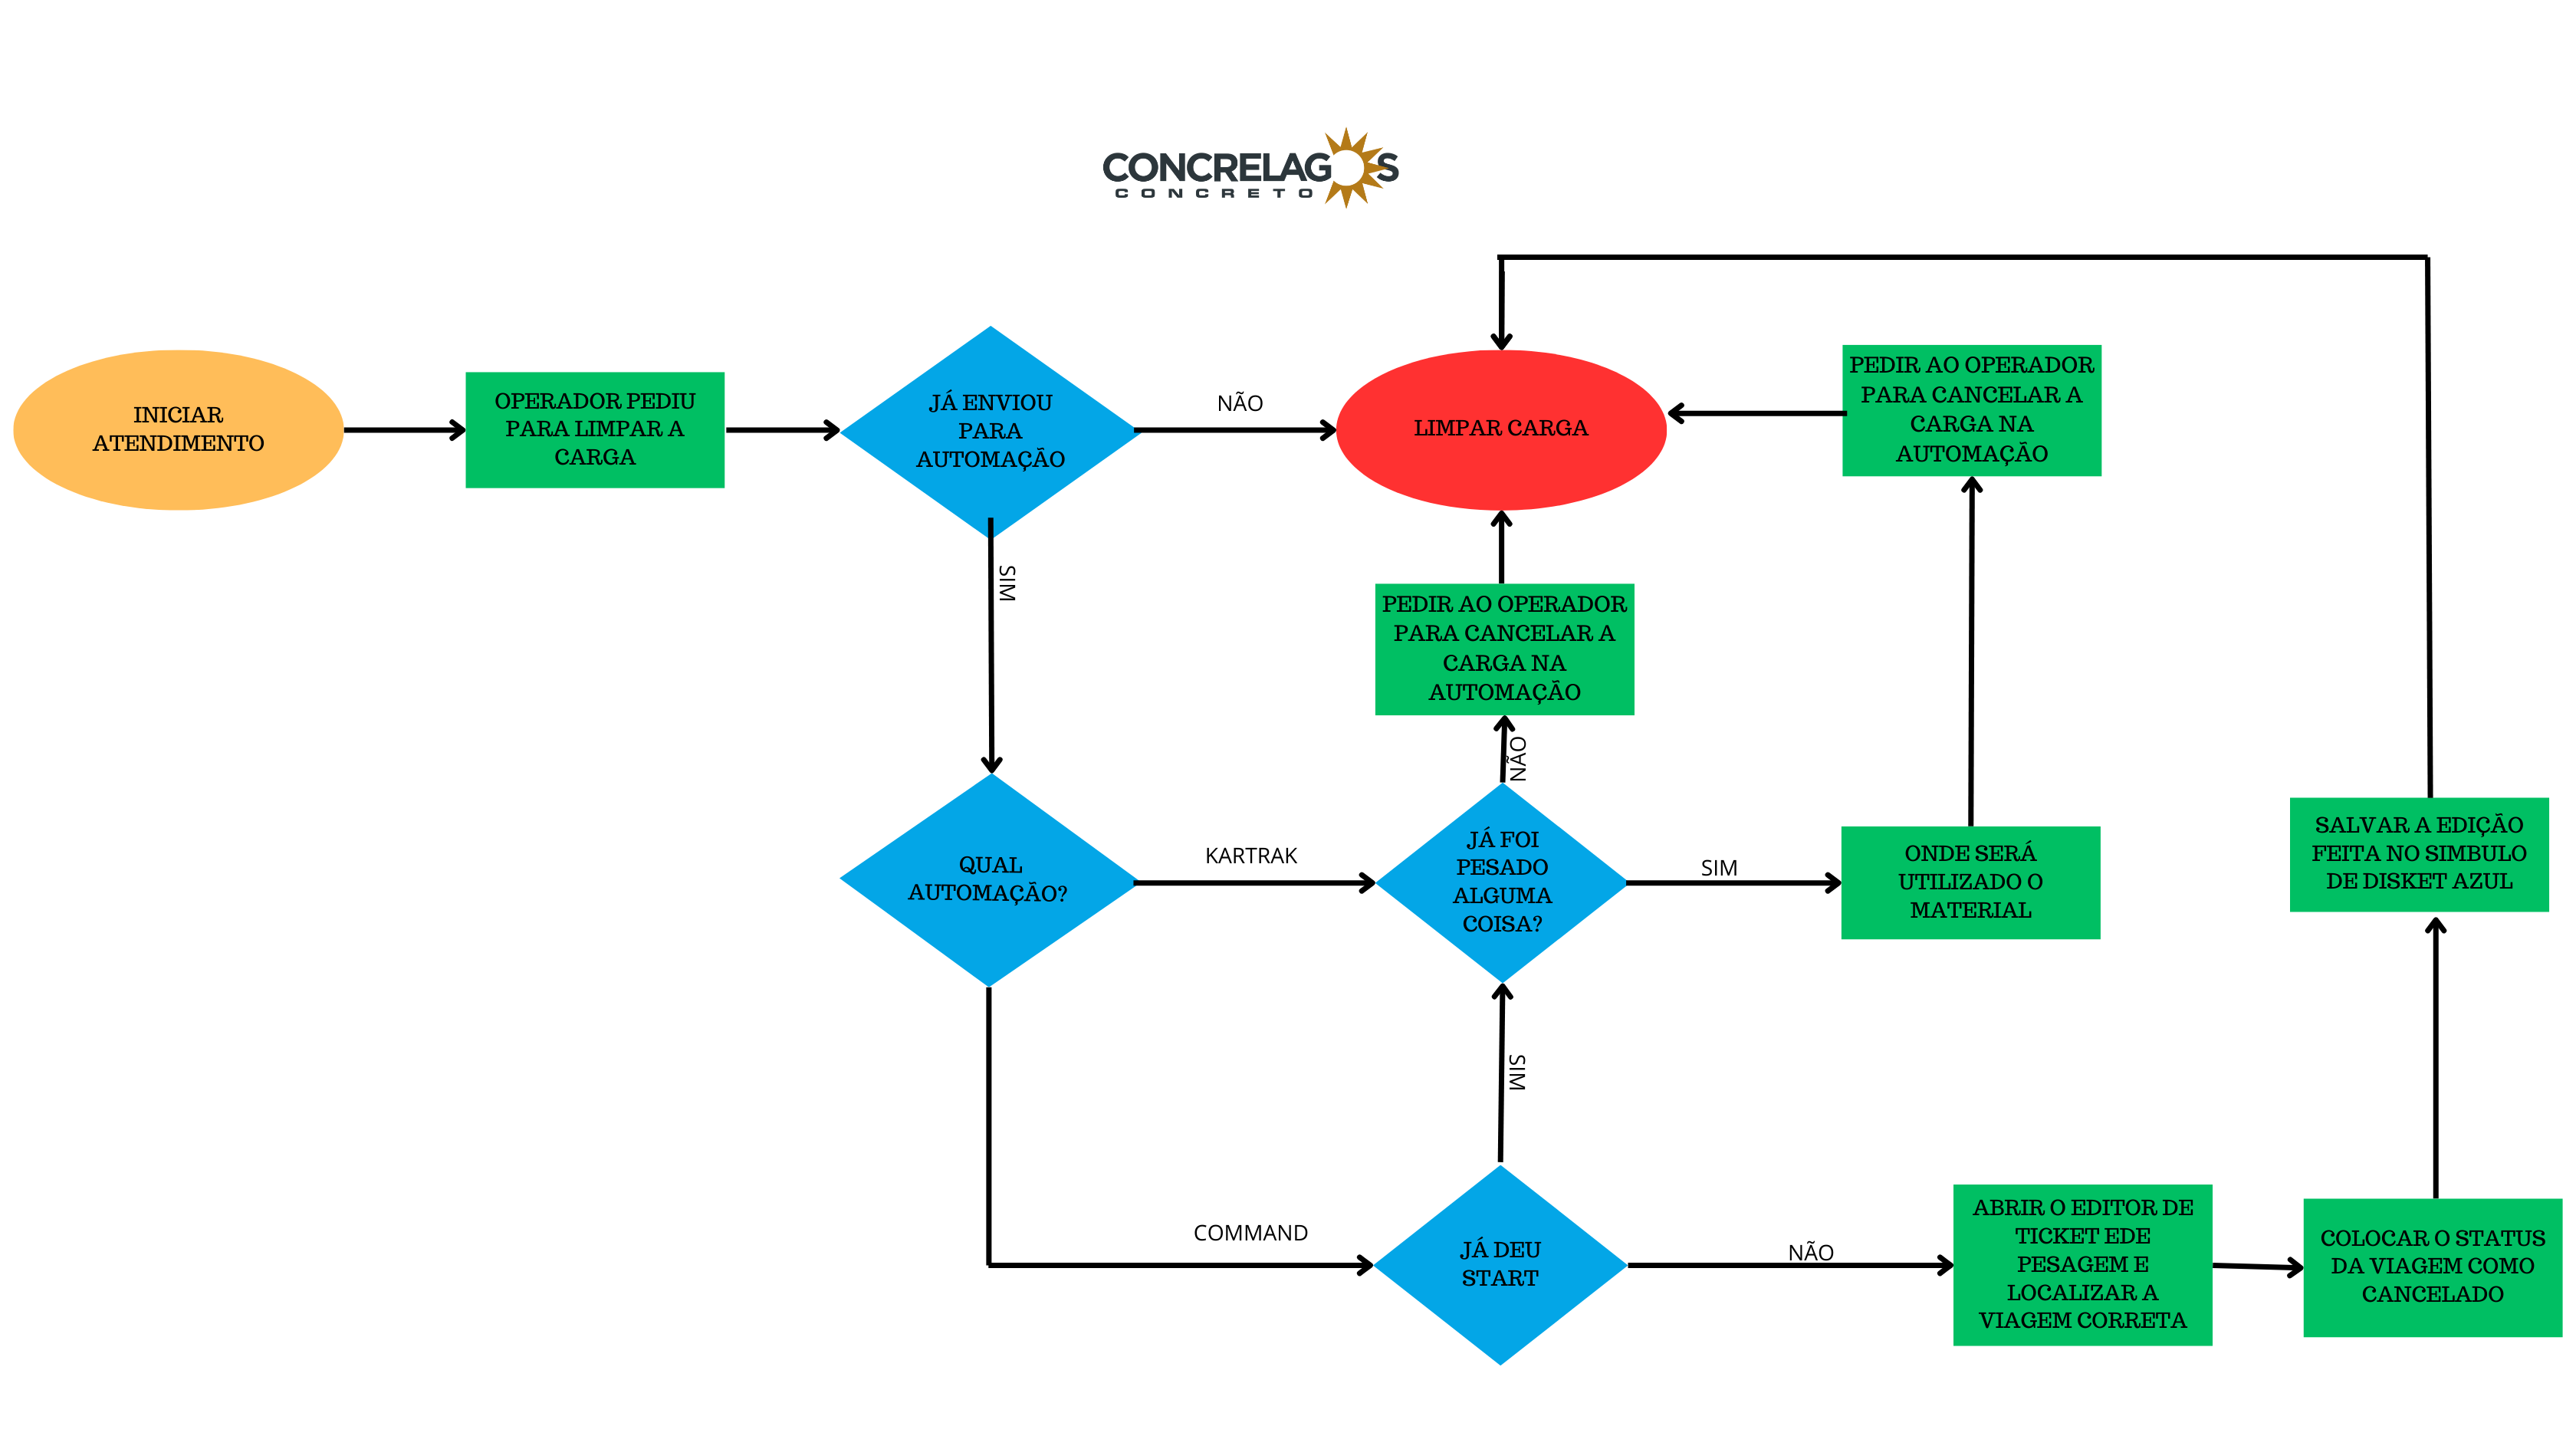 CONCRELAGOS
CONCRETO
INICIAR
ATENDIMENTO
OPERADOR PEDIU
PARA LIMPAR A
CARGA
JÁ ENVIOU
PARA
AUTOMAÇÃO
NÃO
LIMPAR CARGA
PEDIR AO OPERADOR
PARA CANCELAR A
CARGA NA
AUTOMAÇÃO
SIM
PEDIR AO OPERADOR
PARA CANCELAR A
CARGA NA
AUTOMAÇÃO
NÃO
QUAL
AUTOMAÇÃO?
KARTRAK
JÁ FOI
PESADO
ALGUMA
COISA?
SIM
ONDE SERÁ
UTILIZADO O
MATERIAL
SALVAR A EDIÇÃO
FEITA NO SIMBULO
DE DISKET AZUL
SIM
COMMAND
JÁ DEU
START
NÃO
ABRIR O EDITOR DE
TICKET EDE
PESAGEM E
LOCALIZAR A
VIAGEM CORRETA
COLOCAR O STATUS
DA VIAGEM COMO
CANCELADO